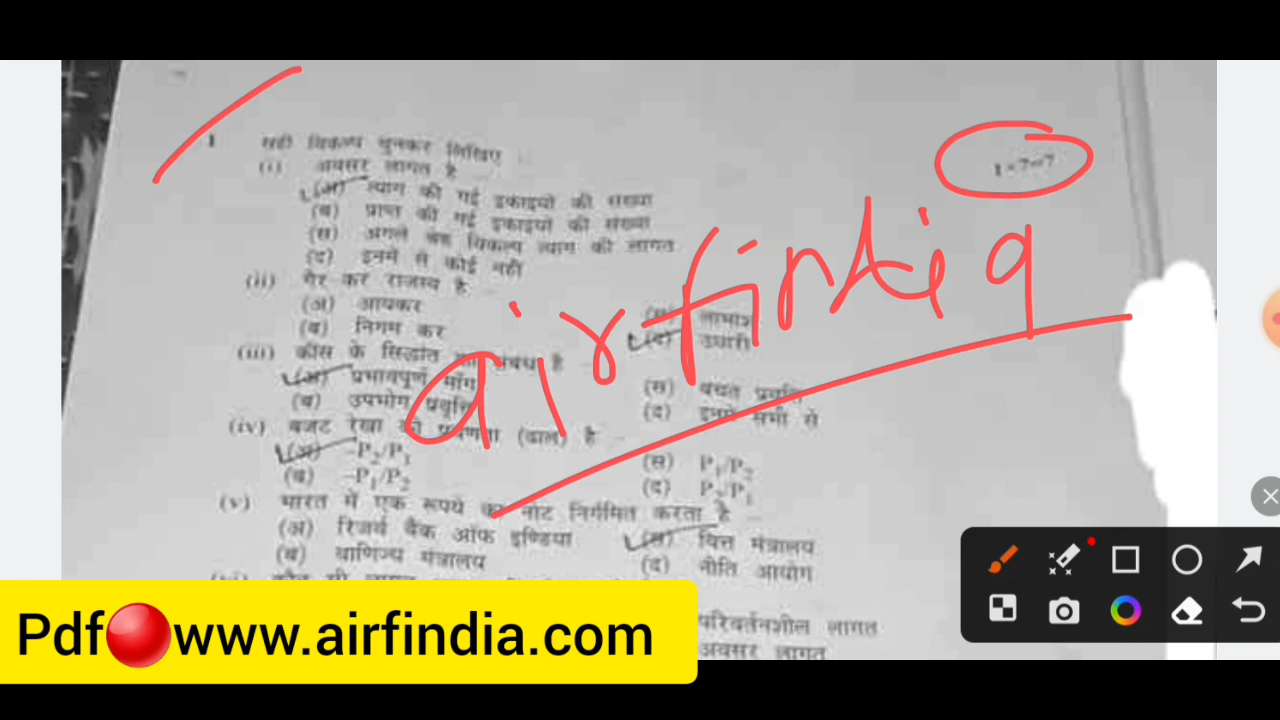 1 सही विकल्प चुनकर लिखिए 1×7=7
(i) अवसर लागत है
(अ) त्याग की गई इकाइयों की संख्या
(ब) प्राप्त की गई इकाइयों की संख्या
(स) अगले श्रेष्ठ विकल्प त्याग की लागत
(द) इनमें से कोई नहीं
(ii) गैर कर राजस्व है
(अ) आयकर (स) लाभांश
(ब) निगम कर (द) उधारी
(iii) कीन्स के सिद्धांत का संबंध है
(अ) प्रभावपूर्ण माँग (स) बचत प्रवृत्ति
(ब) उपभोग प्रवृत्ति (द) इनमें सभी से
(iv) बजट रेखा की प्रवणता (ढाल) है
(अ) -P₂/P₁ (स) P₁/P₂
(ब) -P₁/P₂ (द) P₂/P₁
(v) भारत में एक रूपये का नोट निर्गमित करता है
(अ) रिजर्व बैंक ऑफ इण्डिया (स) वित्त मंत्रालय
(ब) वाणिज्य मंत्रालय (द) नीति आयोग
परिवर्तनशील लागत
अवसर लागत
Pdf www.airfindia.com